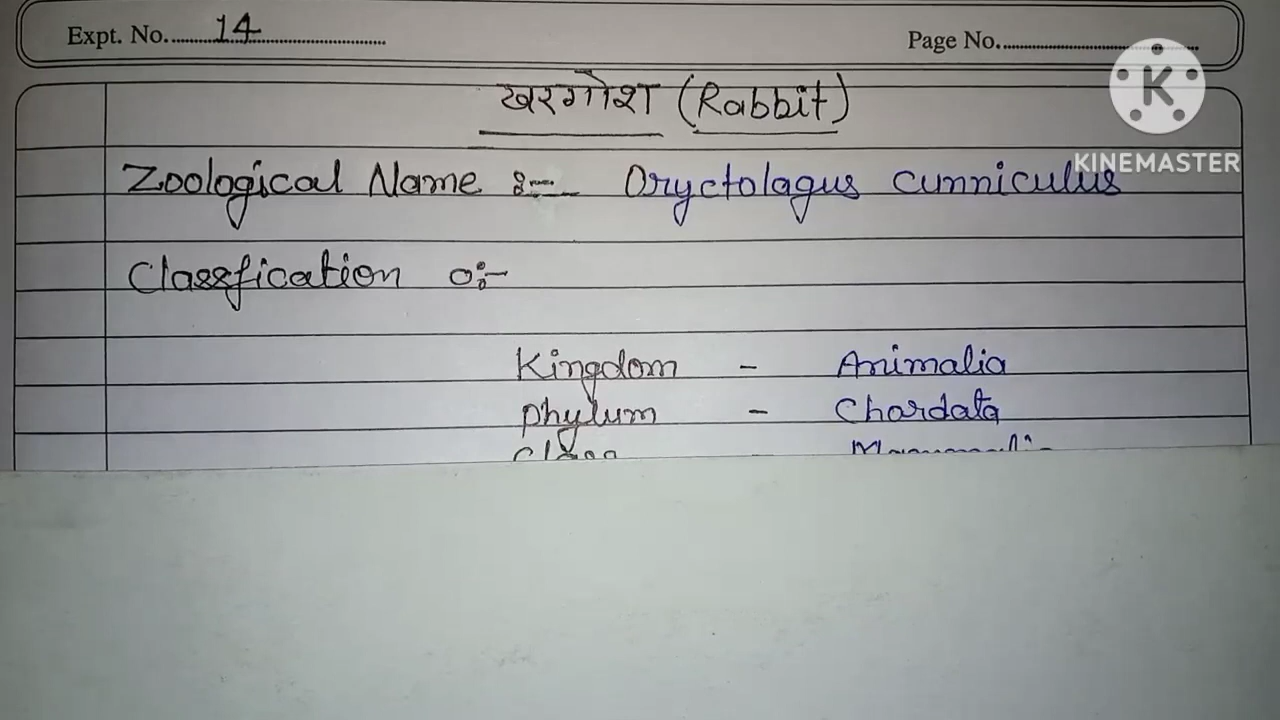 Expt. No. 14
Page No.
खरगोश (Rabbit)
KINEMASTER
Zoological Name :- Oryctolagus cunniculus
Classfication :-
Kingdom - Animalia
Phylum - Chordata